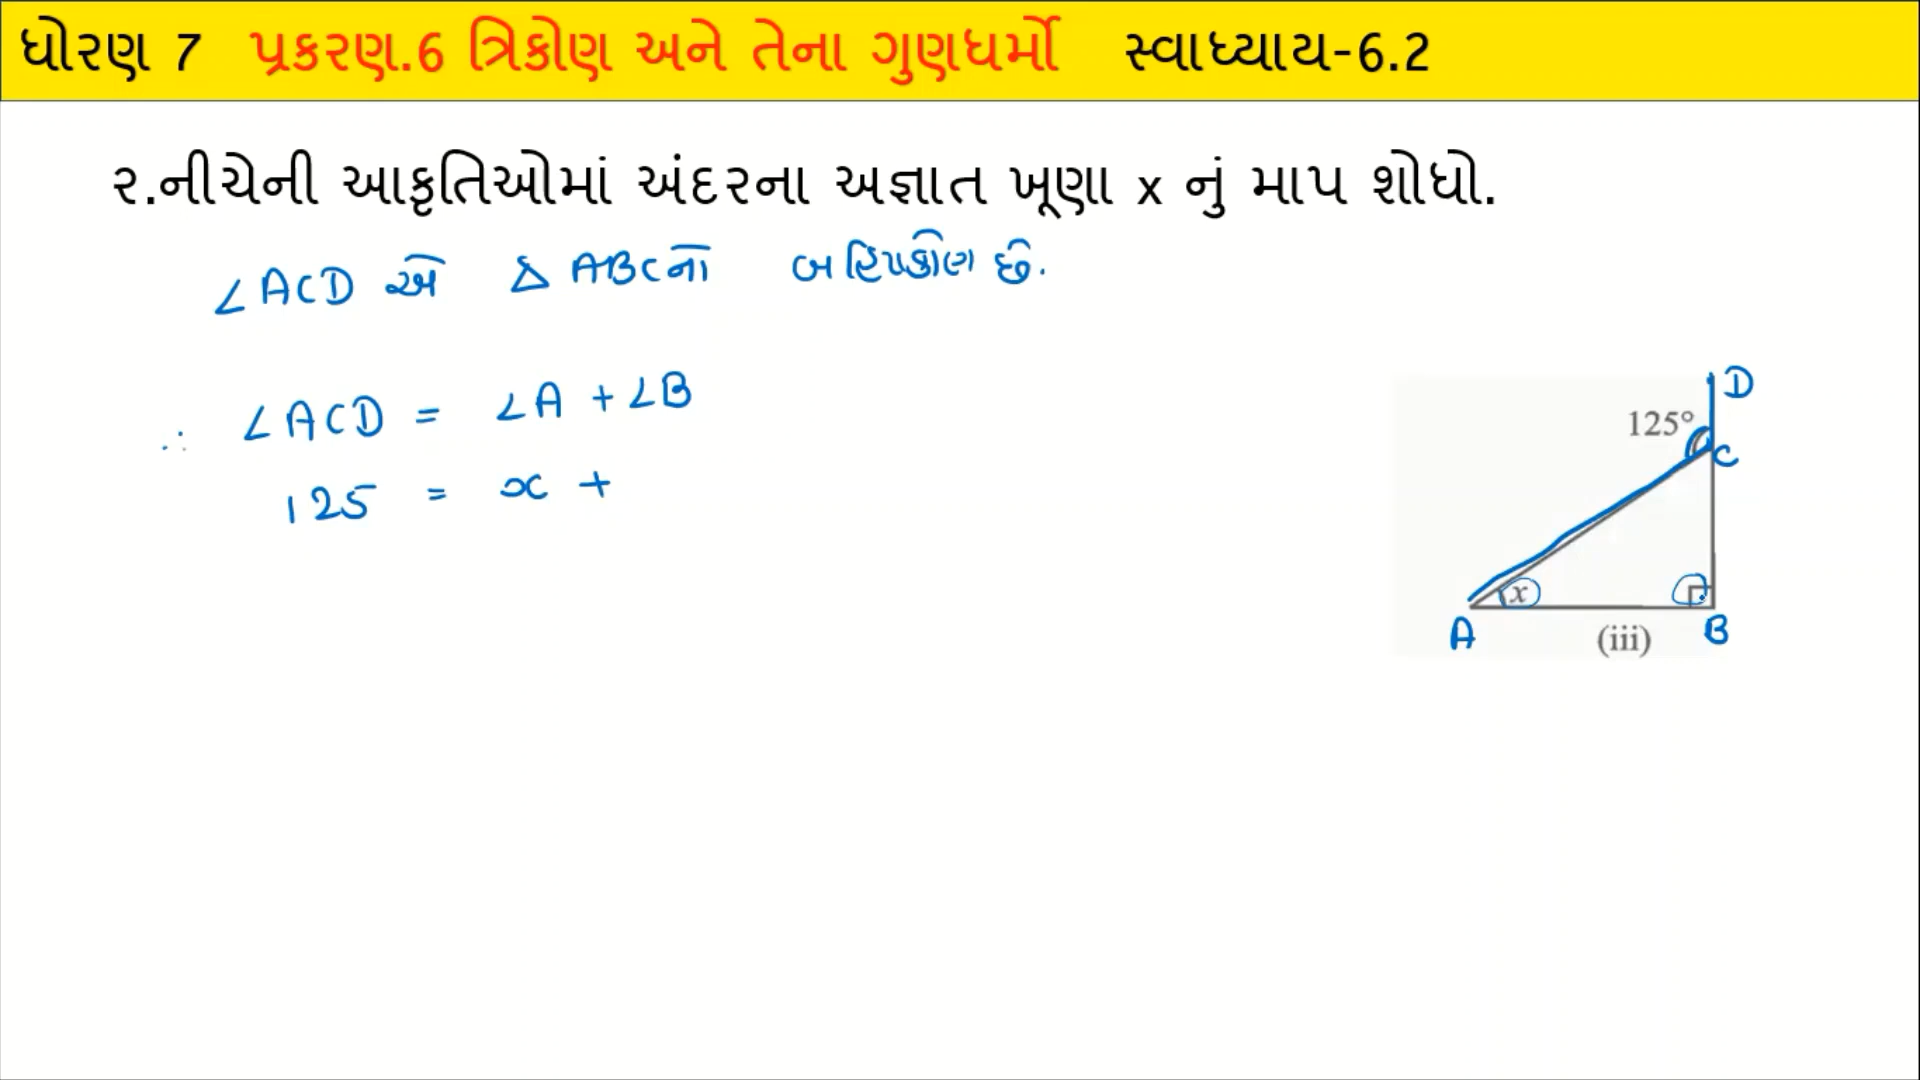 ધોરણ 7 પ્રકરણ.6 ત્રિકોણ અને તેના ગુણધર્મો સ્વાધ્યાય-6.2
૨.નીચેની આકૃતિઓમાં અંદરના અજ્ઞાત ખૂણા x નું માપ શોધો.
∠ACD એ △ ABCનો બહિષ્કોણ છે.
∴ ∠ACD = ∠A + ∠B
125 = x +
D
125°
C
x
A
(iii)
B